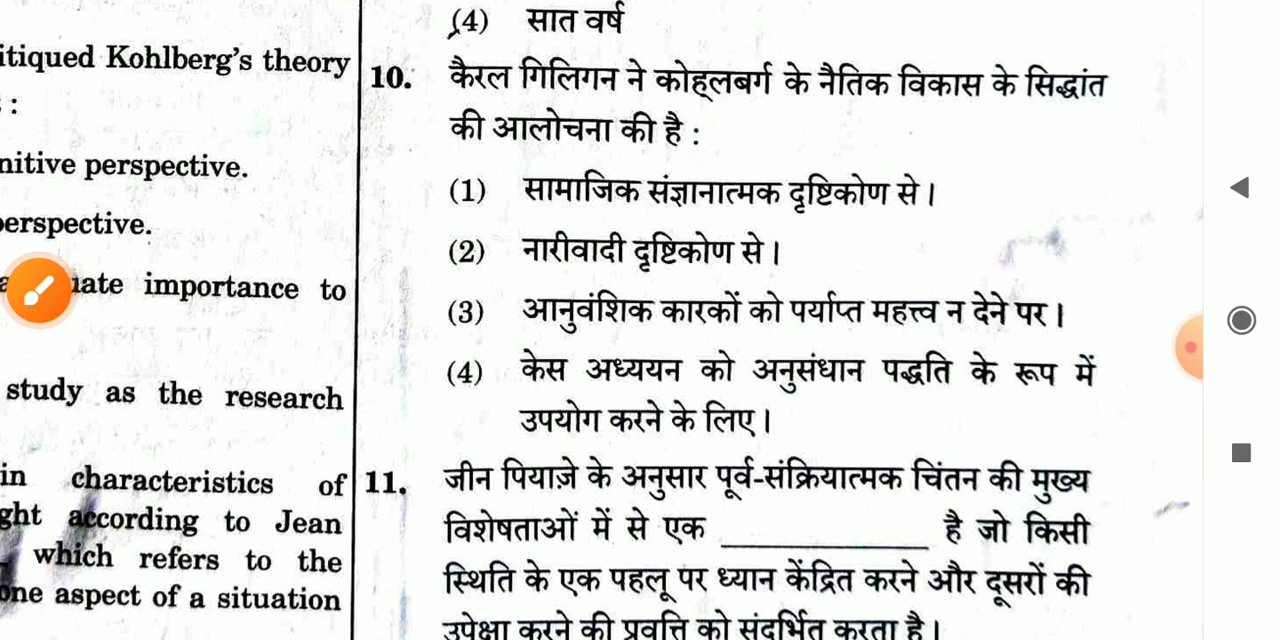 (4) सात वर्ष
itiqued Kohlberg's theory
:
nitive perspective.
erspective.
uate importance to
study as the research
in characteristics of
ght according to Jean
which refers to the
one aspect of a situation
10. कैरल गिलिगन ने कोह्लबर्ग के नैतिक विकास के सिद्धांत
की आलोचना की है :
(1) सामाजिक संज्ञानात्मक दृष्टिकोण से।
(2) नारीवादी दृष्टिकोण से।
(3) आनुवंशिक कारकों को पर्याप्त महत्त्व न देने पर।
(4) केस अध्ययन को अनुसंधान पद्धति के रूप में
उपयोग करने के लिए।
11. जीन पियाज़े के अनुसार पूर्व-संक्रियात्मक चिंतन की मुख्य
विशेषताओं में से एक ____________ है जो किसी
स्थिति के एक पहलू पर ध्यान केंद्रित करने और दूसरों की
उपेक्षा करने की प्रवृत्ति को संदर्भित करता है।